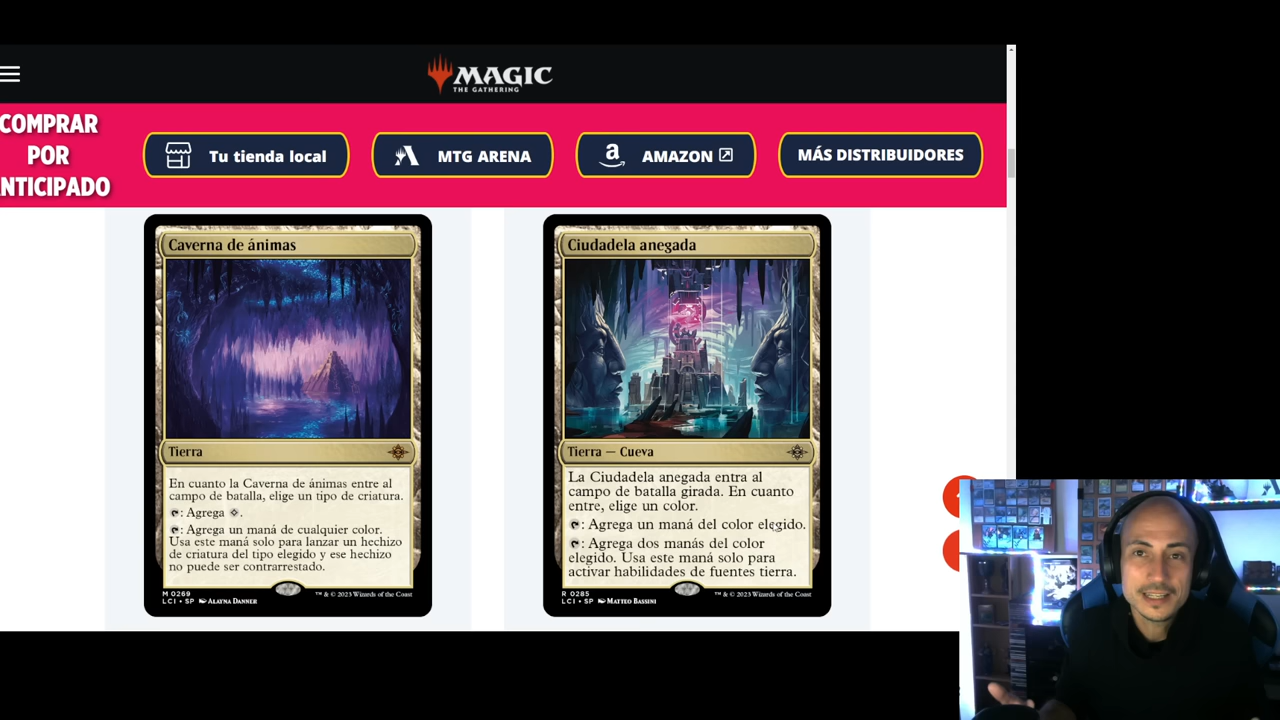 MAGIC
THE GATHERING
COMPRAR
POR
NTICIPADO
Tu tienda local
MTG ARENA
a AMAZON
MÁS DISTRIBUIDORES
Caverna de ánimas
Tierra
En cuanto la Caverna de ánimas entre al
campo de batalla, elige un tipo de criatura.
: Agrega .
: Agrega un maná de cualquier color.
Usa este maná solo para lanzar un hechizo
de criatura del tipo elegido y ese hechizo
no puede ser contrarrestado.
M 0269
LCI • SP ALAYNA DANNER
™ & © 2023 Wizards of the Coast
Ciudadela anegada
Tierra — Cueva
La Ciudadela anegada entra al
campo de batalla girada. En cuanto
entre, elige un color.
: Agrega un maná del color elegido.
: Agrega dos manás del color
elegido. Usa este maná solo para
activar habilidades de fuentes tierra.
R 0285
LCI • SP MATTEO BASSINI
™ & © 2023 Wizards of the Coast